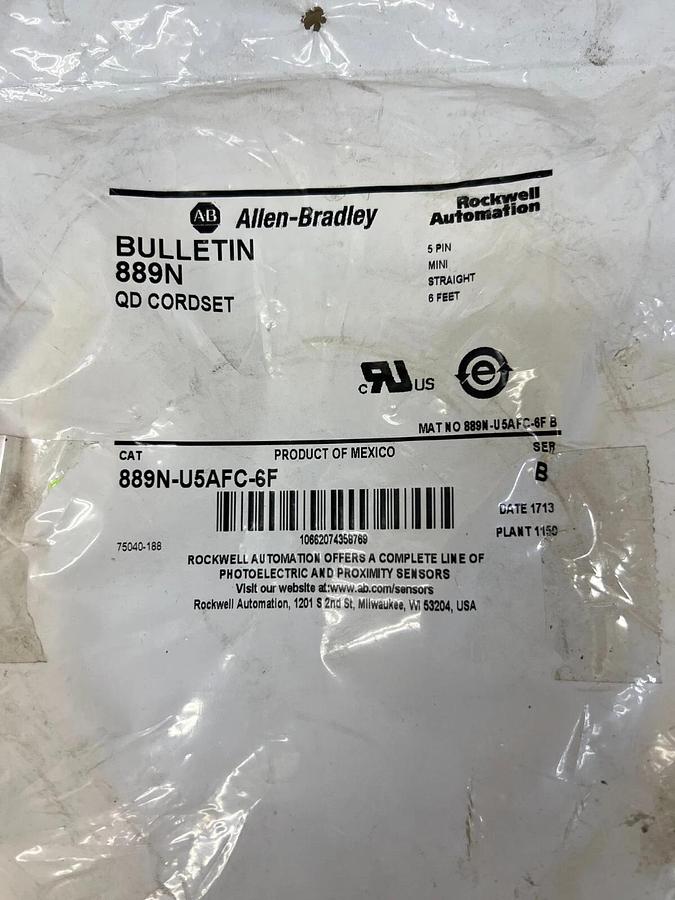 AB Allen-Bradley
Rockwell
Automation
BULLETIN
889N
QD CORDSET
5 PIN
MINI
STRAIGHT
6 FEET
c RU US
e
MAT NO 889N-U5AFC-6F B
CAT
PRODUCT OF MEXICO
SER
889N-U5AFC-6F
B
DATE 1713
PLANT 1150
10662074358769
75040-188
ROCKWELL AUTOMATION OFFERS A COMPLETE LINE OF
PHOTOELECTRIC AND PROXIMITY SENSORS
Visit our website at:www.ab.com/sensors
Rockwell Automation, 1201 S 2nd St, Milwaukee, WI 53204, USA